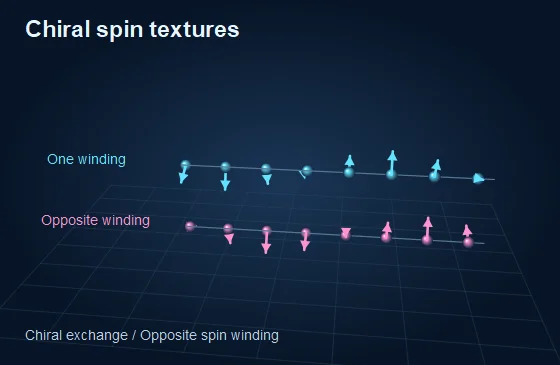 Chiral spin textures
One winding
Opposite winding
Chiral exchange / Opposite spin winding